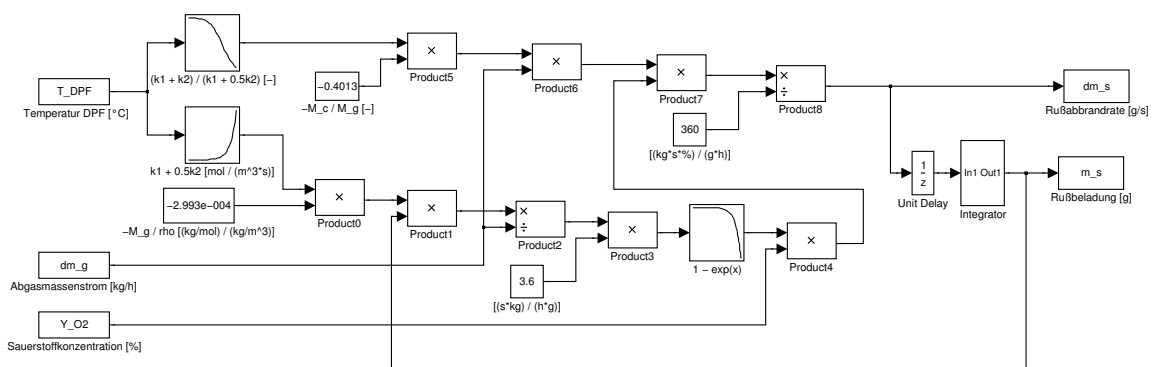 (k1 + k2) / (k1 + 0.5k2) [−]
T_DPF
Temperatur DPF [°C]
k1 + 0.5k2 [mol / (m^3*s)]
−0.4013
−M_c / M_g [−]
×
Product5
×
Product6
×
Product7
×
÷
Product8
360
[(kg*s*%) / (g*h)]
dm_s
Rußabbrandrate [g/s]
1
z
Unit Delay
In1 Out1
Integrator
m_s
Rußbeladung [g]
−2.993e−004
−M_g / rho [(kg/mol) / (kg/m^3)]
×
Product0
×
Product1
×
÷
Product2
3.6
[(s*kg) / (h*g)]
×
Product3
1 − exp(x)
×
Product4
dm_g
Abgasmassenstrom [kg/h]
Y_O2
Sauerstoffkonzentration [%]